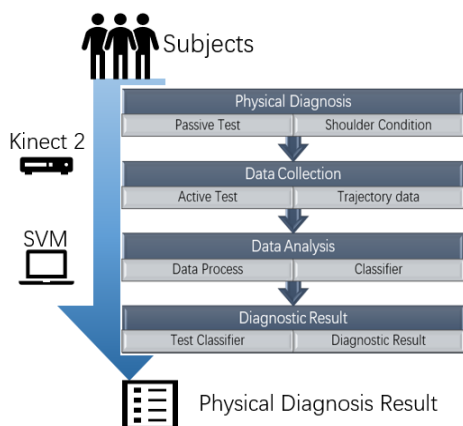 Subjects
Physical Diagnosis
Passive Test Shoulder Condition
Kinect 2
Data Collection
Active Test Trajectory data
SVM
Data Analysis
Data Process Classifier
Diagnostic Result
Test Classifier Diagnostic Result
Physical Diagnosis Result